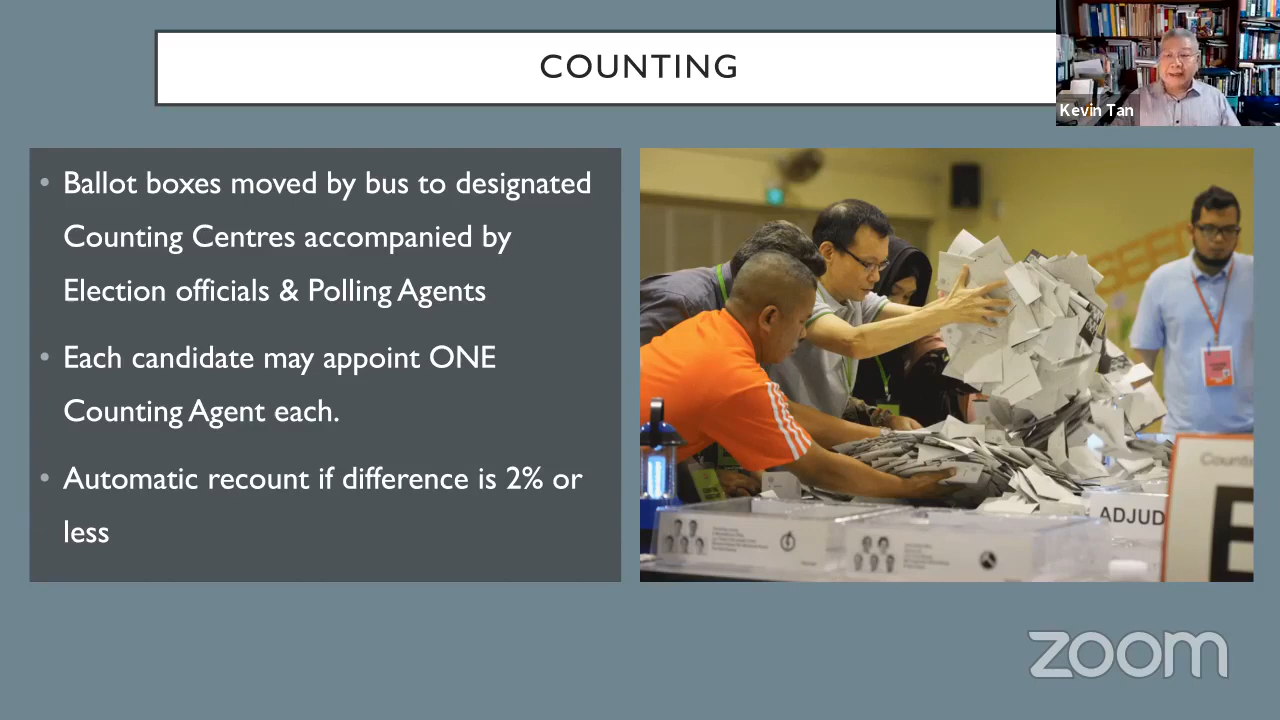 COUNTING
Kevin Tan
• Ballot boxes moved by bus to designated
Counting Centres accompanied by
Election officials & Polling Agents
• Each candidate may appoint ONE
Counting Agent each.
• Automatic recount if difference is 2% or
less
ADJUD
zoom